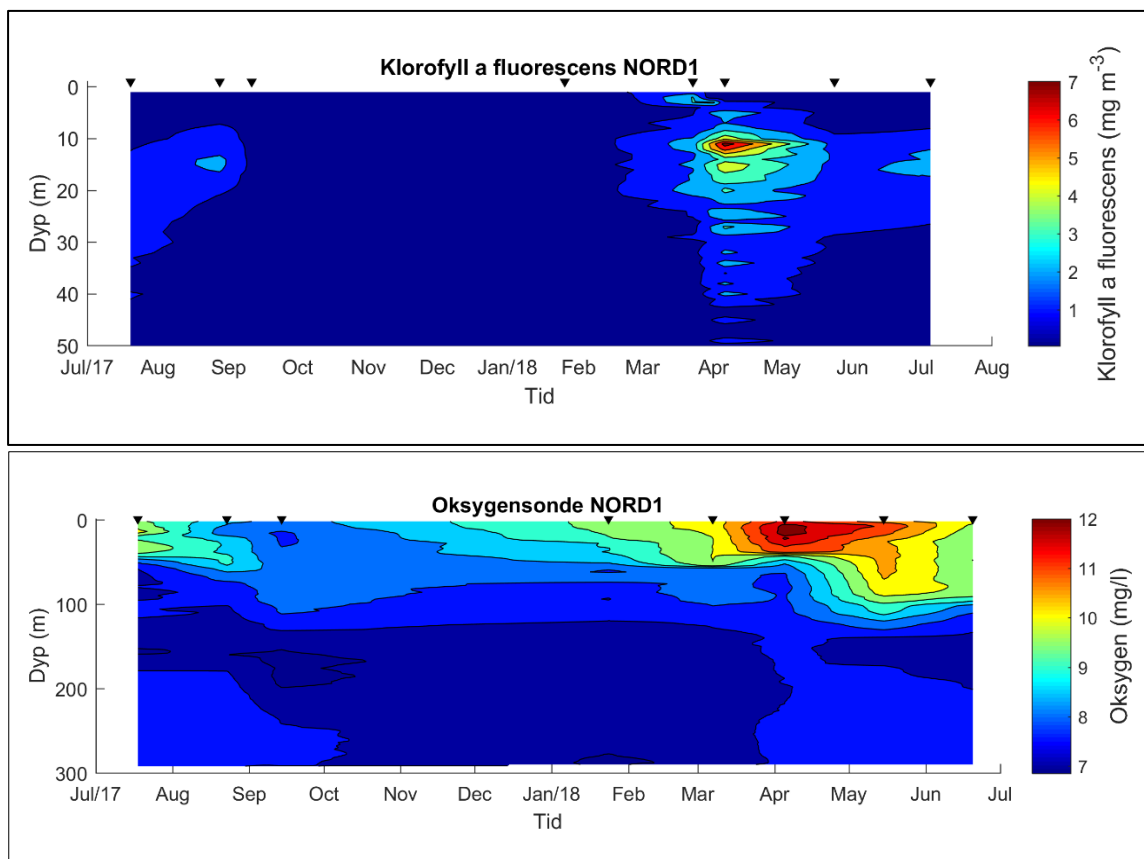 Klorofyll a fluorescens NORD1
0
10
20
30
40
50
Dyp (m)
Jul/17 Aug Sep Oct Nov Dec Jan/18 Feb Mar Apr May Jun Jul Aug
Tid
7
6
5
4
3
2
1
Klorofyll a fluorescens (mg m-3)
Oksygensonde NORD1
0
100
200
300
Dyp (m)
Jul/17 Aug Sep Oct Nov Dec Jan/18 Feb Mar Apr May Jun Jul
Tid
12
11
10
9
8
7
Oksygen (mg/l)